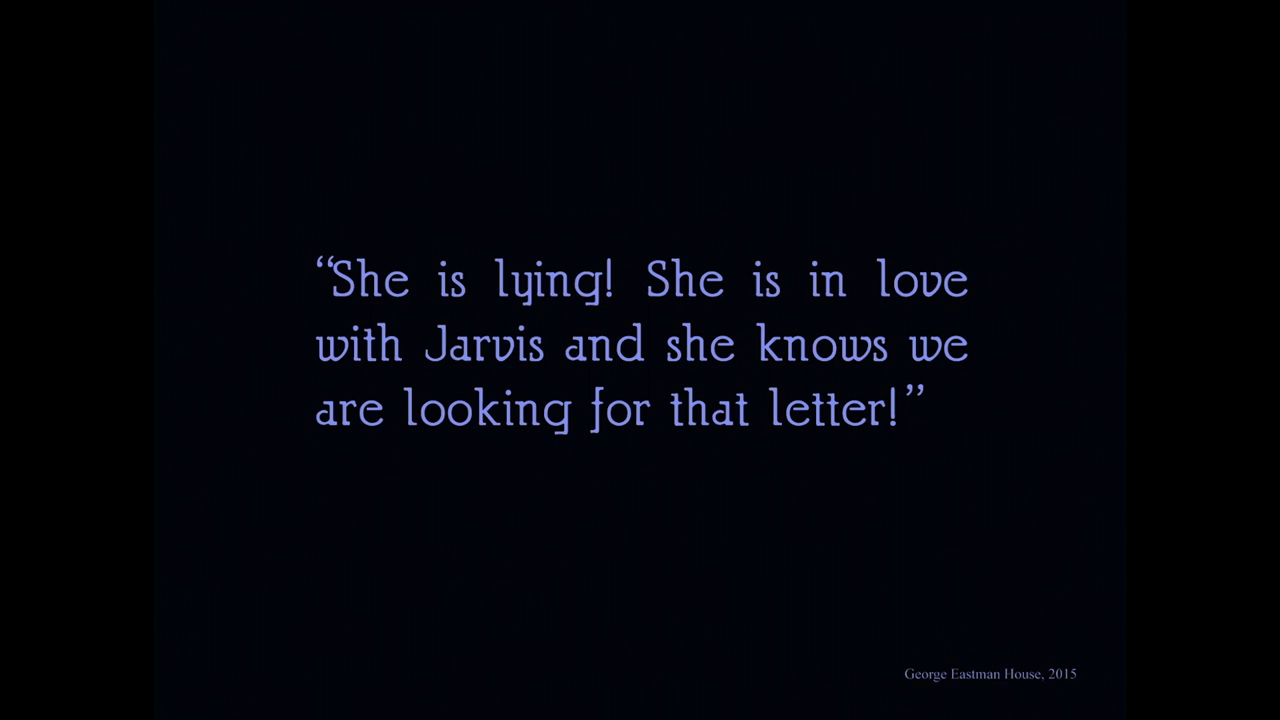 “She is lying! She is in love
with Jarvis and she knows we
are looking for that letter!”
George Eastman House, 2015